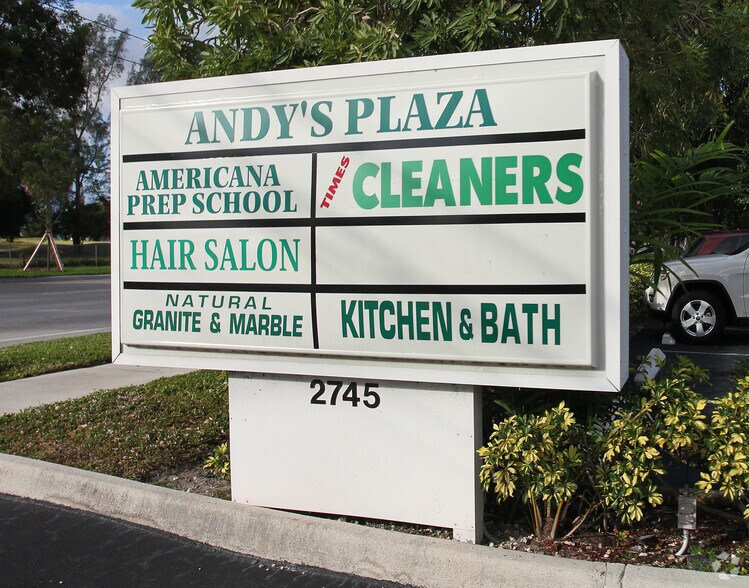 ANDY'S PLAZA
AMERICANA
PREP SCHOOL
TIMES
CLEANERS
HAIR SALON
NATURAL
GRANITE & MARBLE
KITCHEN & BATH
2745